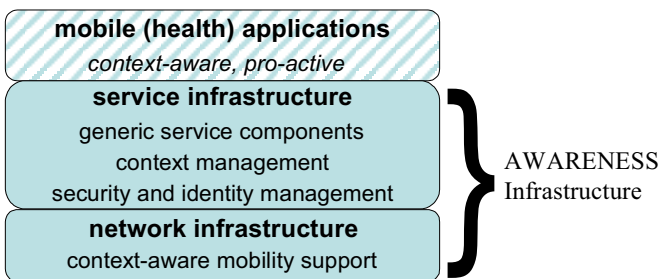 mobile (health) applications
context-aware, pro-active
service infrastructure
generic service components
context management
security and identity management
network infrastructure
context-aware mobility support
AWARENESS
Infrastructure